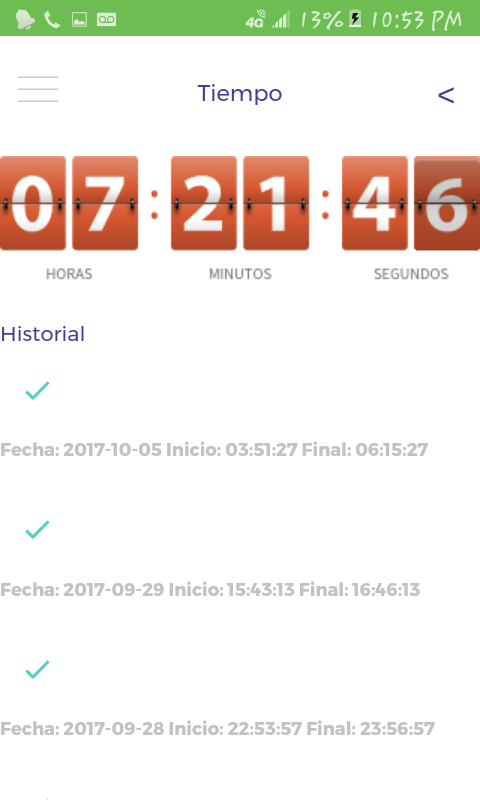 4G 13% 10:53 PM
Tiempo <
07:21:46
HORAS MINUTOS SEGUNDOS
Historial
Fecha: 2017-10-05 Inicio: 03:51:27 Final: 06:15:27
Fecha: 2017-09-29 Inicio: 15:43:13 Final: 16:46:13
Fecha: 2017-09-28 Inicio: 22:53:57 Final: 23:56:57